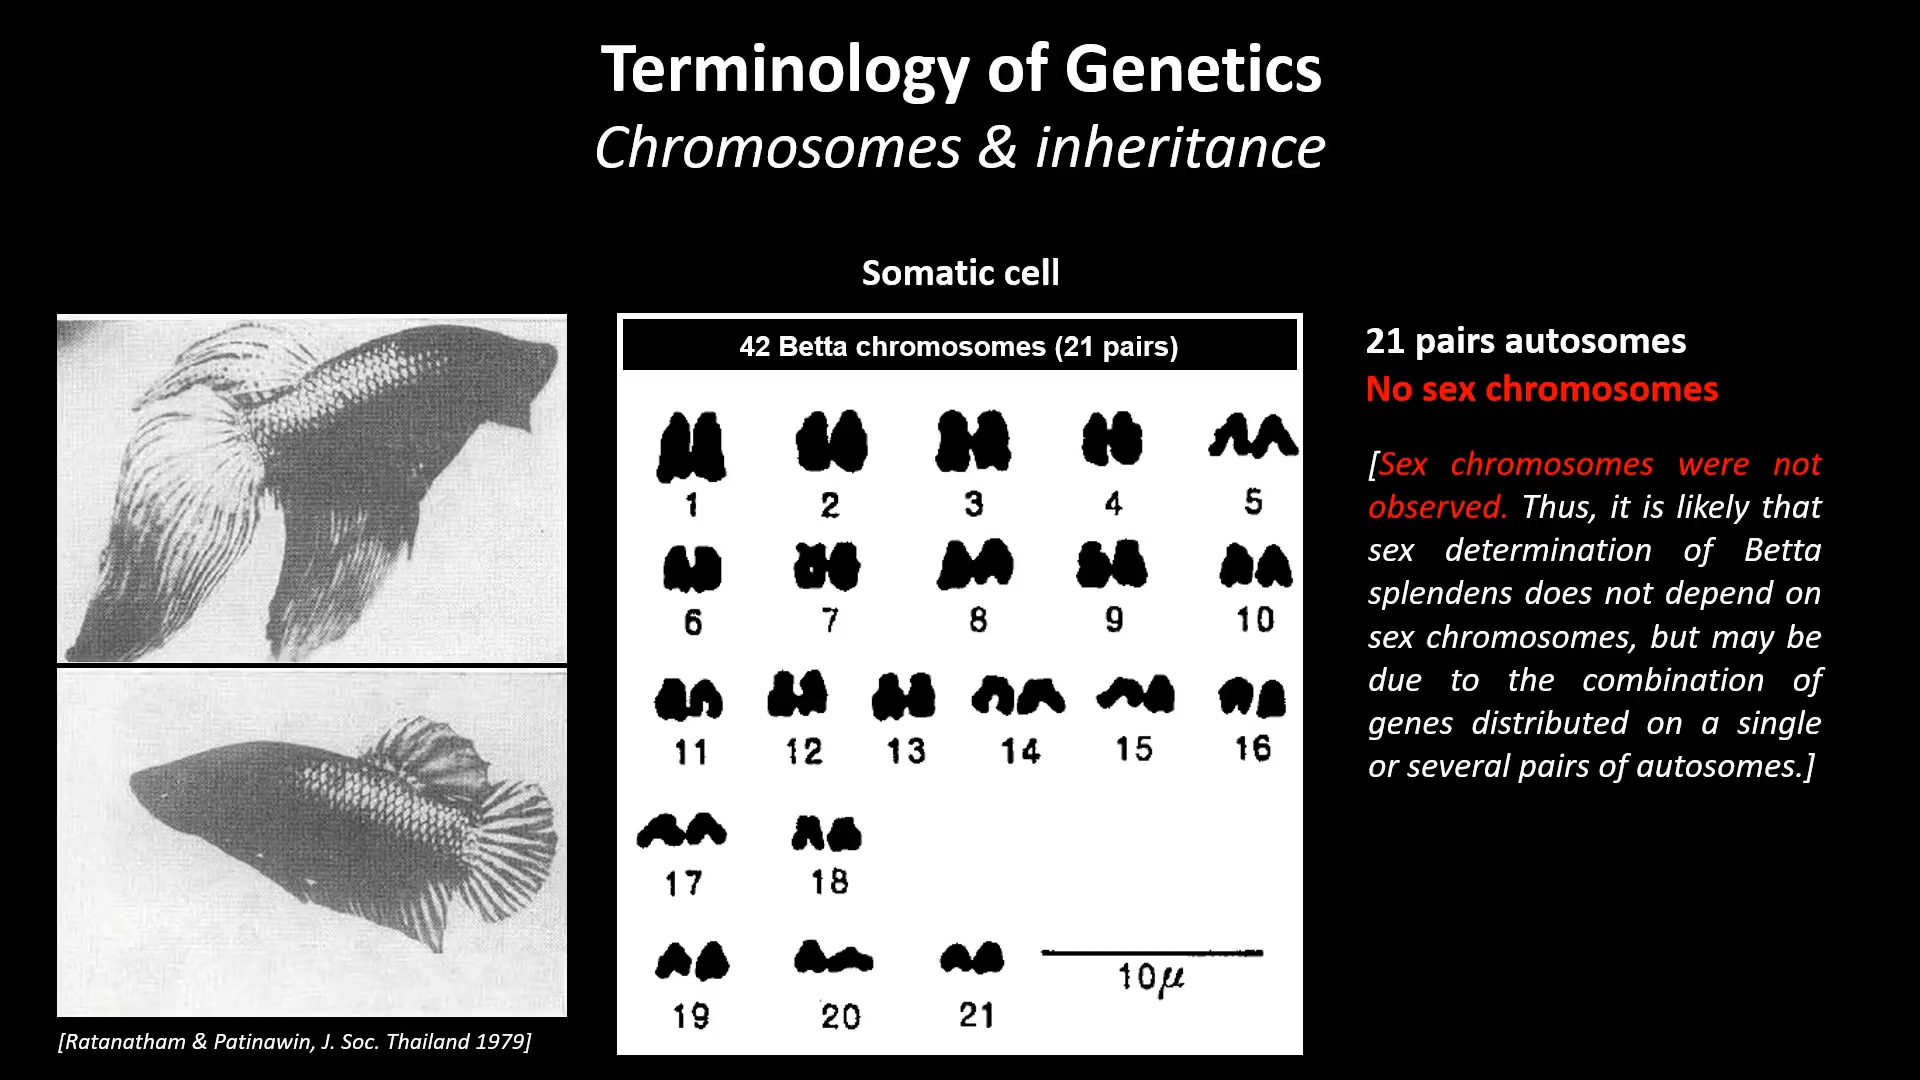 Terminology of Genetics
Chromosomes & inheritance
Somatic cell
42 Betta chromosomes (21 pairs)
1 2 3 4 5
6 7 8 9 10
11 12 13 14 15 16
17 18
19 20 21
10μ
21 pairs autosomes
No sex chromosomes
[Sex chromosomes were not
observed. Thus, it is likely that
sex determination of Betta
splendens does not depend on
sex chromosomes, but may be
due to the combination of
genes distributed on a single
or several pairs of autosomes.]
[Ratanatham & Patinawin, J. Soc. Thailand 1979]